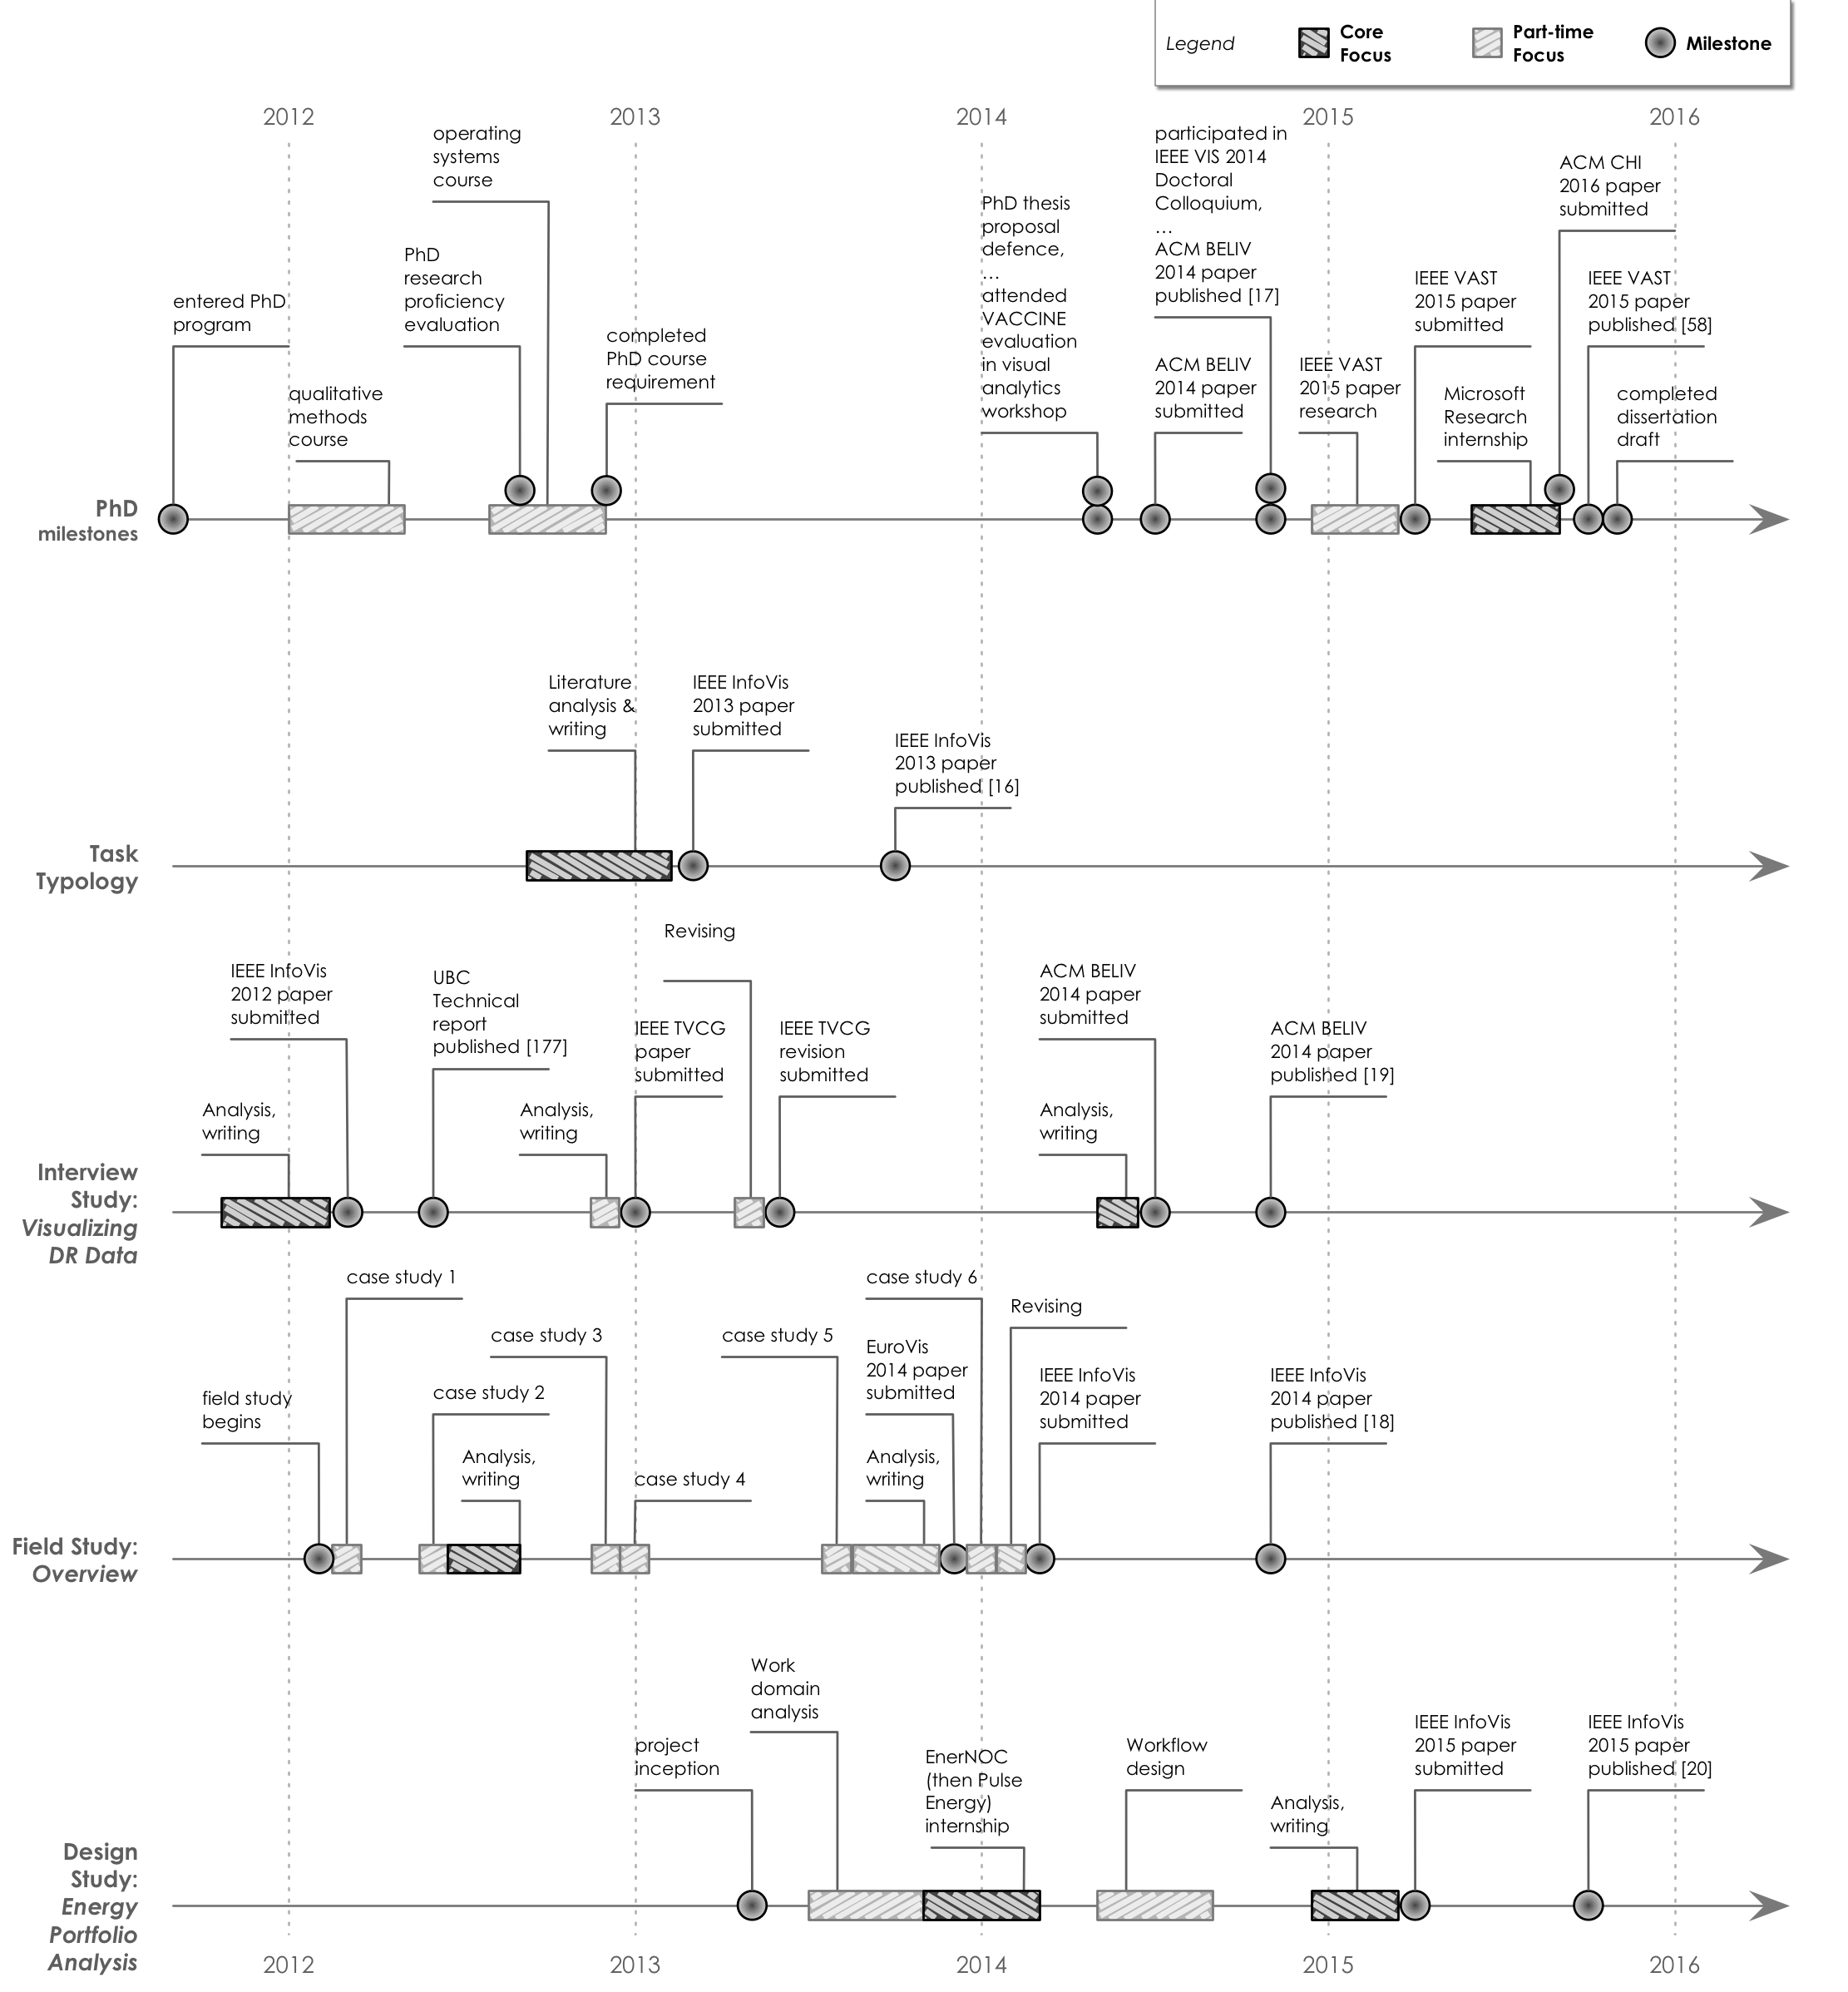 Legend
Core
Focus
Part-time
Focus
Milestone
2012
2013
2014
2015
2016
operating
systems
course
participated in
IEEE VIS 2014
Doctoral
Colloquium,
...
ACM BELIV
2014 paper
published [17]
ACM CHI
2016 paper
submitted
PhD thesis
proposal
defence,
...
attended
VACCINE
evaluation
in visual
analytics
workshop
PhD
research
proficiency
evaluation
entered PhD
program
completed
PhD course
requirement
qualitative
methods
course
ACM BELIV
2014 paper
submitted
IEEE VAST
2015 paper
research
IEEE VAST
2015 paper
submitted
IEEE VAST
2015 paper
published [58]
Microsoft
Research
internship
completed
dissertation
draft
PhD
milestones
Literature
analysis &
writing
IEEE InfoVis
2013 paper
submitted
IEEE InfoVis
2013 paper
published [16]
Task
Typology
Revising
IEEE InfoVis
2012 paper
submitted
UBC
Technical
report
published [177]
IEEE TVCG
paper
submitted
IEEE TVCG
revision
submitted
ACM BELIV
2014 paper
submitted
ACM BELIV
2014 paper
published [19]
Analysis,
writing
Analysis,
writing
Analysis,
writing
Interview
Study:
Visualizing
DR Data
case study 1
case study 6
Revising
case study 3
case study 5
EuroVis
2014 paper
submitted
IEEE InfoVis
2014 paper
submitted
IEEE InfoVis
2014 paper
published [18]
field study
begins
case study 2
Analysis,
writing
case study 4
Analysis,
writing
Field Study:
Overview
Work
domain
analysis
project
inception
EnerNOC
(then Pulse
Energy)
internship
Workflow
design
Analysis,
writing
IEEE InfoVis
2015 paper
submitted
IEEE InfoVis
2015 paper
published [20]
Design
Study:
Energy
Portfolio
Analysis
2012
2013
2014
2015
2016